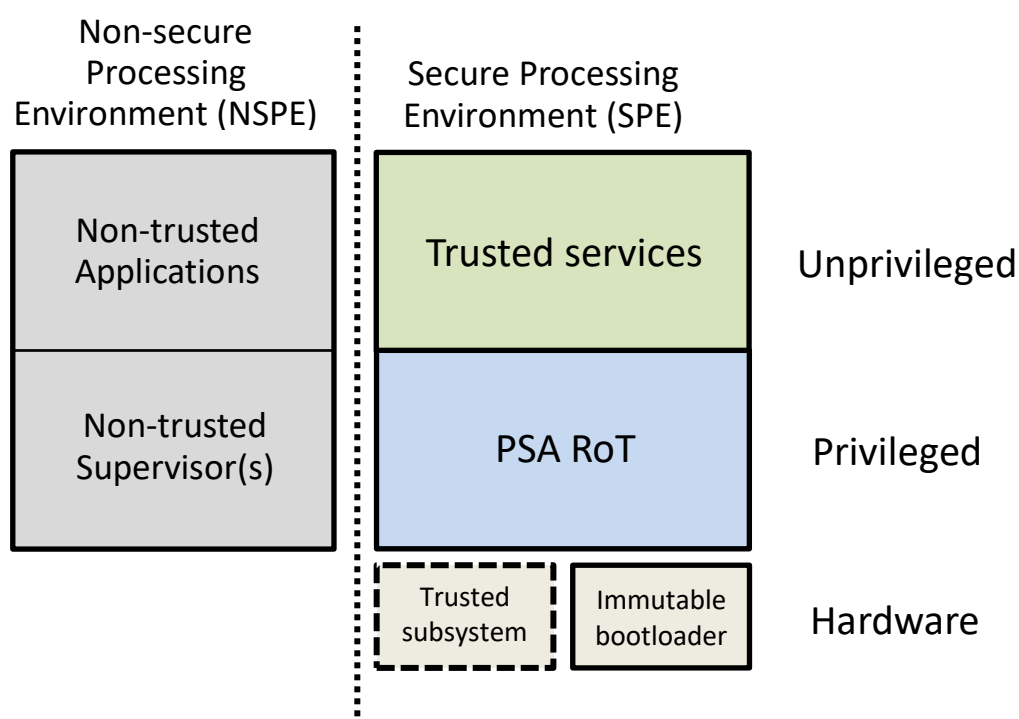 Non-secure
Processing
Environment (NSPE)
Secure Processing
Environment (SPE)
Non-trusted
Applications
Trusted services
Unprivileged
Non-trusted
Supervisor(s)
PSA RoT
Privileged
Trusted
subsystem
Immutable
bootloader
Hardware